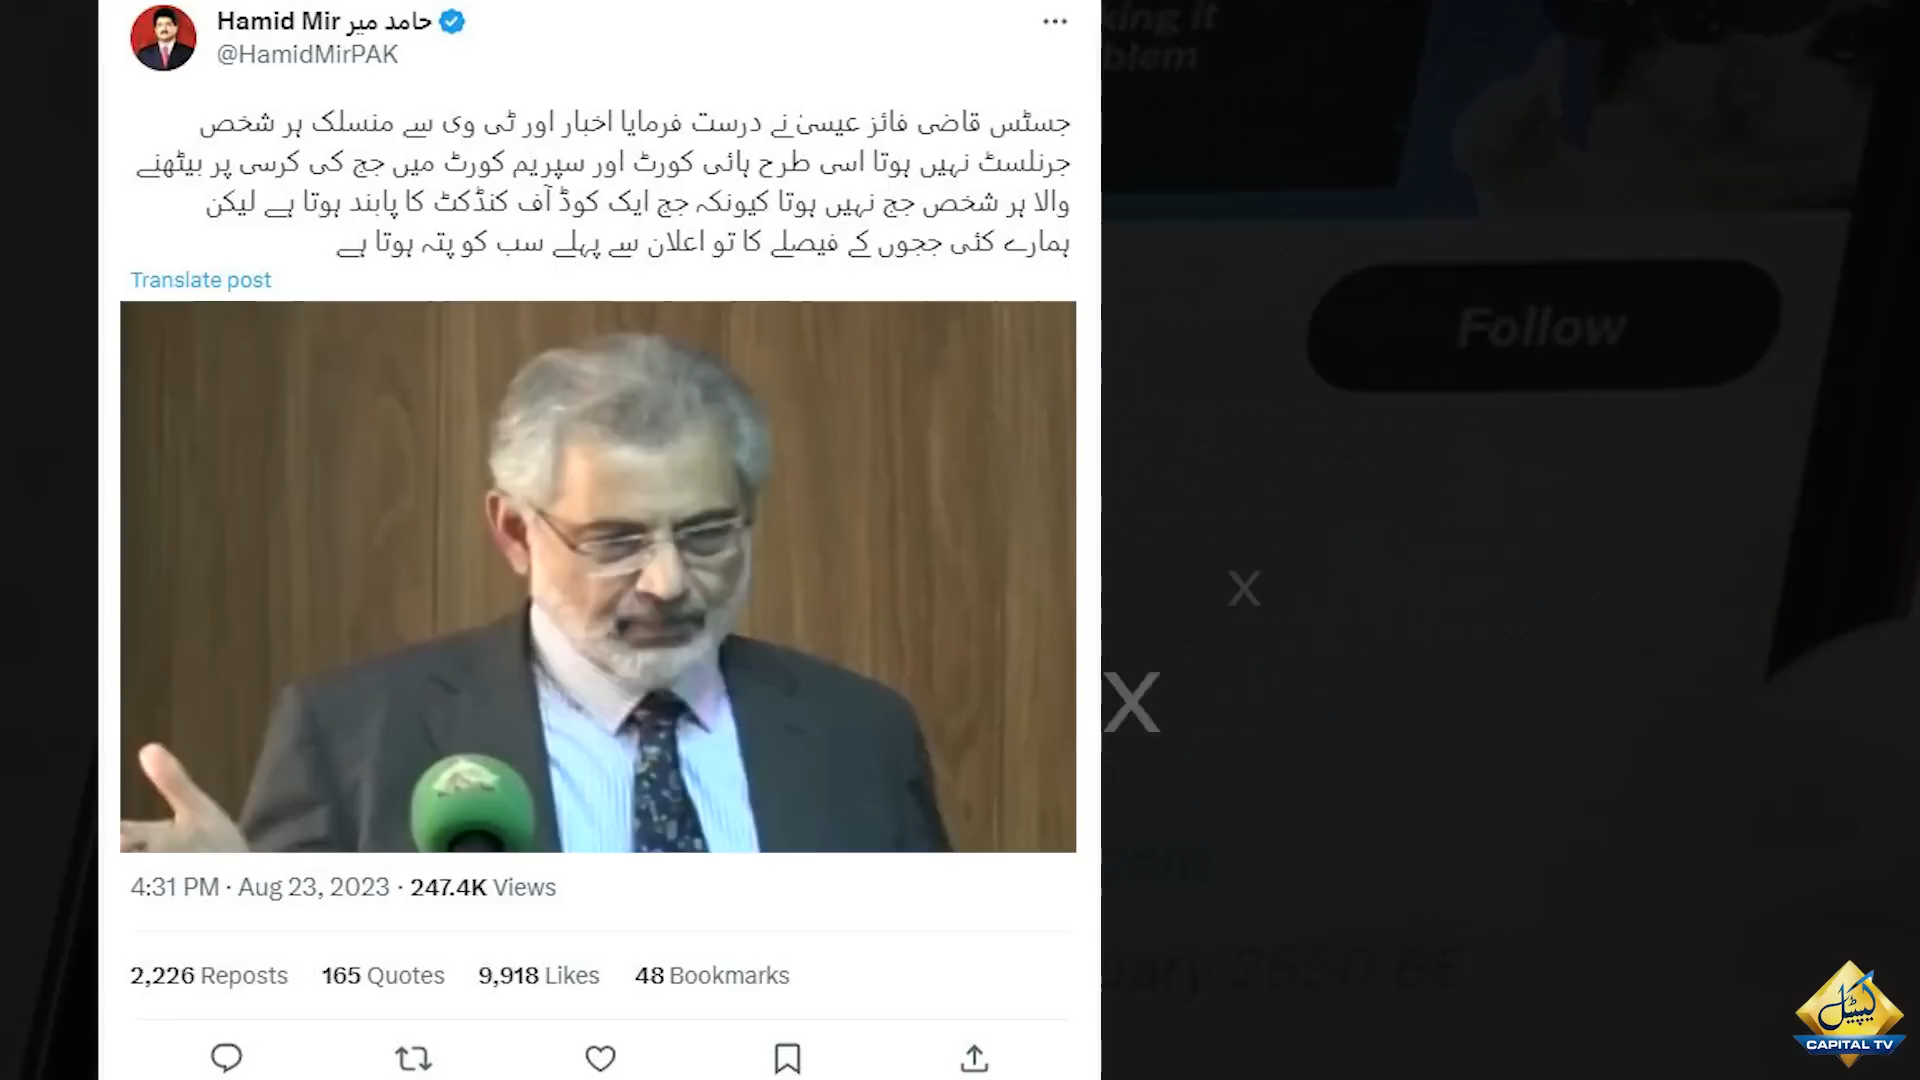 Hamid Mir حامد میر
@HamidMirPAK
جسٹس قاضی فائز عیسیٰ نے درست فرمایا اخبار اور ٹی وی سے منسلک ہر شخص
جرنلسٹ نہیں ہوتا اسی طرح ہائی کورٹ اور سپریم کورٹ میں جج کی کرسی پر بیٹھنے
والا ہر شخص جج نہیں ہوتا کیونکہ جج ایک کوڈ آف کنڈکٹ کا پابند ہوتا ہے لیکن
ہمارے کئی ججوں کے فیصلے کا تو اعلان سے پہلے سب کو پتہ ہوتا ہے
Translate post
4:31 PM · Aug 23, 2023 · 247.4K Views
2,226 Reposts 165 Quotes 9,918 Likes 48 Bookmarks
Follow
X
X
2550 BE
کیپیٹل
CAPITAL TV